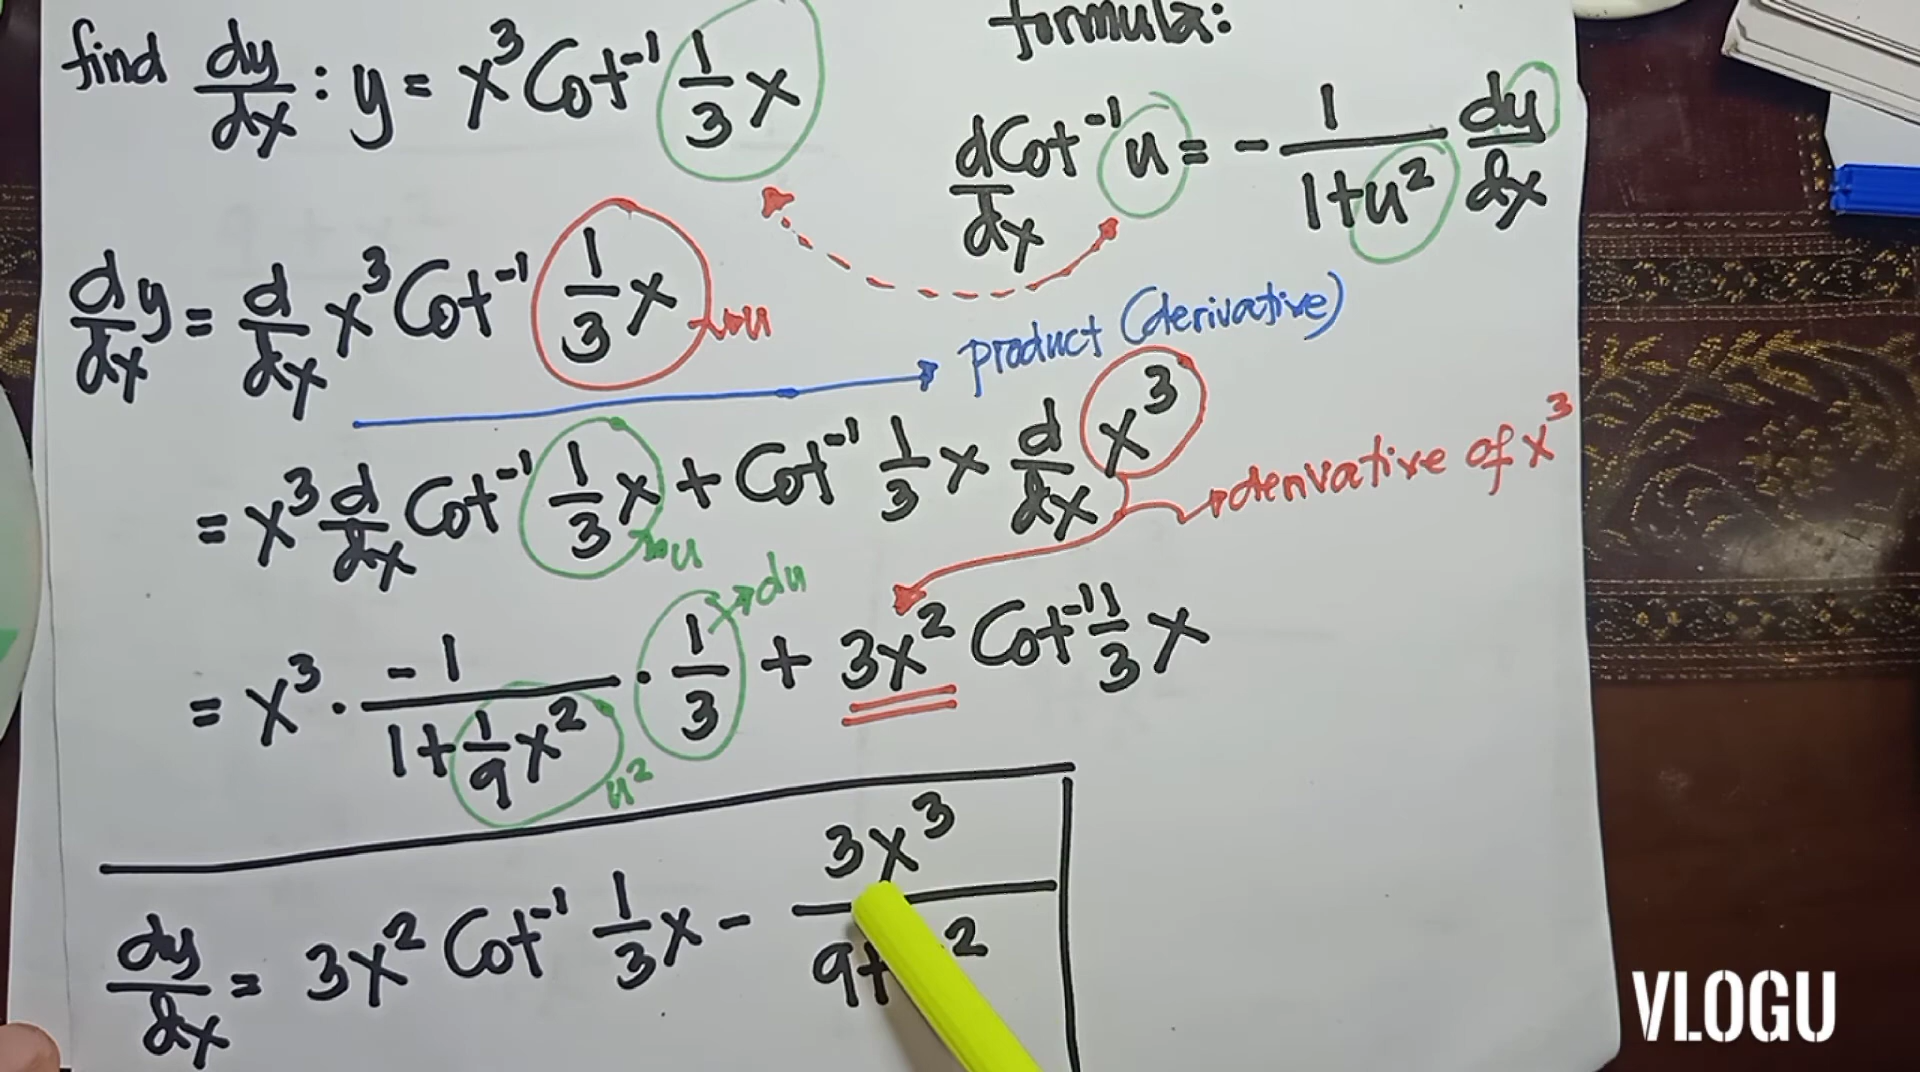 find dy/dx : y = x³ Cot⁻¹ 1/3 x
formula:
dCot⁻¹u/dx = - 1/1+u² du/dx
d/dx y = d/dx x³ Cot⁻¹ 1/3 x → u
product (derivative)
= x³ d/dx Cot⁻¹ 1/3 x + Cot⁻¹ 1/3 x d/dx x³
u
derivative of x³
du
= x³ · -1/1+1/9x² · 1/3 + 3x² Cot⁻¹ 1/3 x
u²
dy/dx = 3x² Cot⁻¹ 1/3 x - 3x³/9+ ²
VLOGU